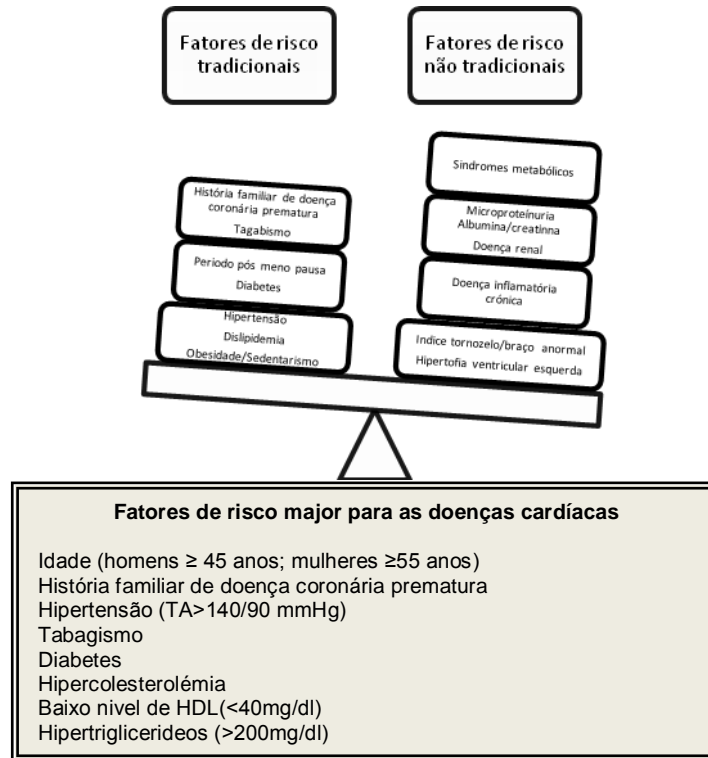 Fatores de risco
tradicionais
Fatores de risco
não tradicionais
História familiar de doença
coronária prematura
Tagabismo
Periodo pós meno pausa
Diabetes
Hipertensão
Dislipidemia
Obesidade/Sedentarismo
Sindromes metabólicos
Microproteínuria
Albumina/creatinna
Doença renal
Doença inflamatória
crónica
Indice tornozelo/braço anormal
Hipertofia ventricular esquerda
Fatores de risco major para as doenças cardíacas
Idade (homens ≥ 45 anos; mulheres ≥55 anos)
História familiar de doença coronária prematura
Hipertensão (TA>140/90 mmHg)
Tabagismo
Diabetes
Hipercolesterolémia
Baixo nivel de HDL(<40mg/dl)
Hipertriglicerideos (>200mg/dl)